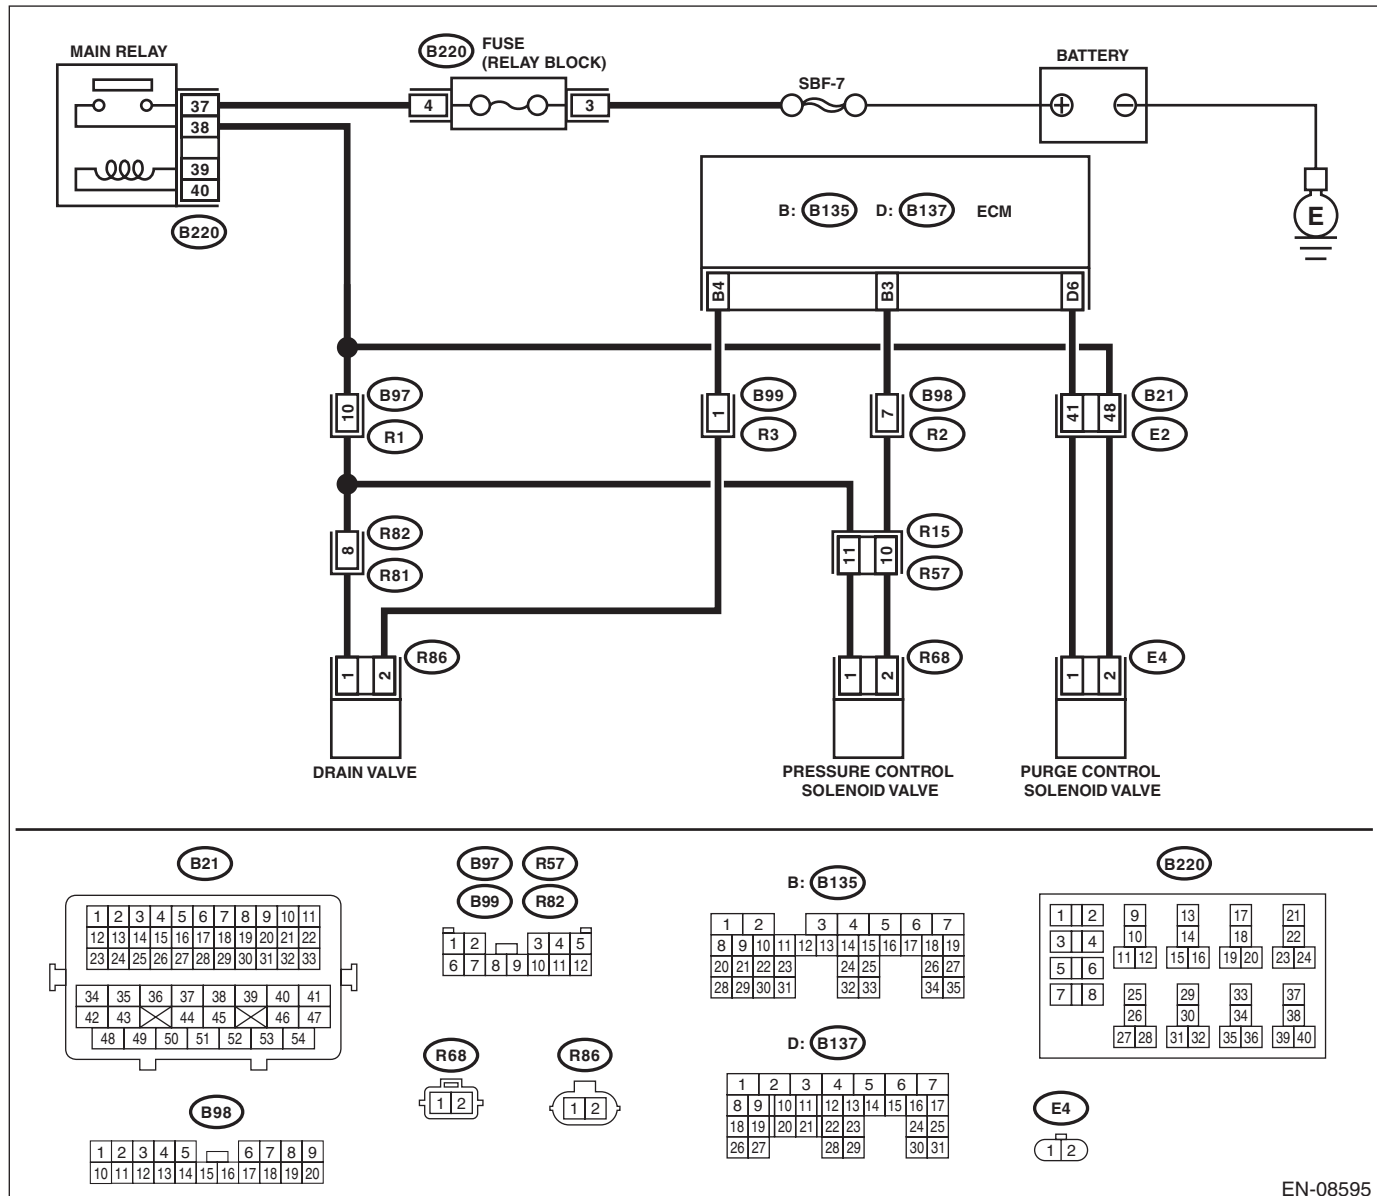 MAIN RELAY
B220
FUSE
(RELAY BLOCK)
SBF-7
BATTERY
37
38
39
40
4
3
B220
E
B: B135 D: B137 ECM
B4
B3
D6
10
B97
R1
1
B99
R3
7
B98
R2
41
48
B21
E2
8
R82
R81
11
10
R15
R57
1
2
R86
1
2
R68
1
2
E4
DRAIN VALVE
PRESSURE CONTROL
SOLENOID VALVE
PURGE CONTROL
SOLENOID VALVE
B21
1 2 3 4 5 6 7 8 9 10 11
12 13 14 15 16 17 18 19 20 21 22
23 24 25 26 27 28 29 30 31 32 33
34 35 36 37 38 39 40 41
42 43 44 45 46 47
48 49 50 51 52 53 54
B98
1 2 3 4 5 6 7 8 9
10 11 12 13 14 15 16 17 18 19 20
B97 R57
B99 R82
1 2 3 4 5
6 7 8 9 10 11 12
R68
1 2
R86
1 2
B: B135
1 2 3 4 5 6 7
8 9 10 11 12 13 14 15 16 17 18 19
20 21 22 23 24 25 26 27
28 29 30 31 32 33 34 35
D: B137
1 2 3 4 5 6 7
8 9 10 11 12 13 14 15 16 17
18 19 20 21 22 23 24 25
26 27 28 29 30 31
B220
1 2 9 13 17 21
3 4 10 14 18 22
5 6 11 12 15 16 19 20 23 24
7 8 25 29 33 37
26 30 34 38
27 28 31 32 35 36 39 40
E4
1 2
EN-08595